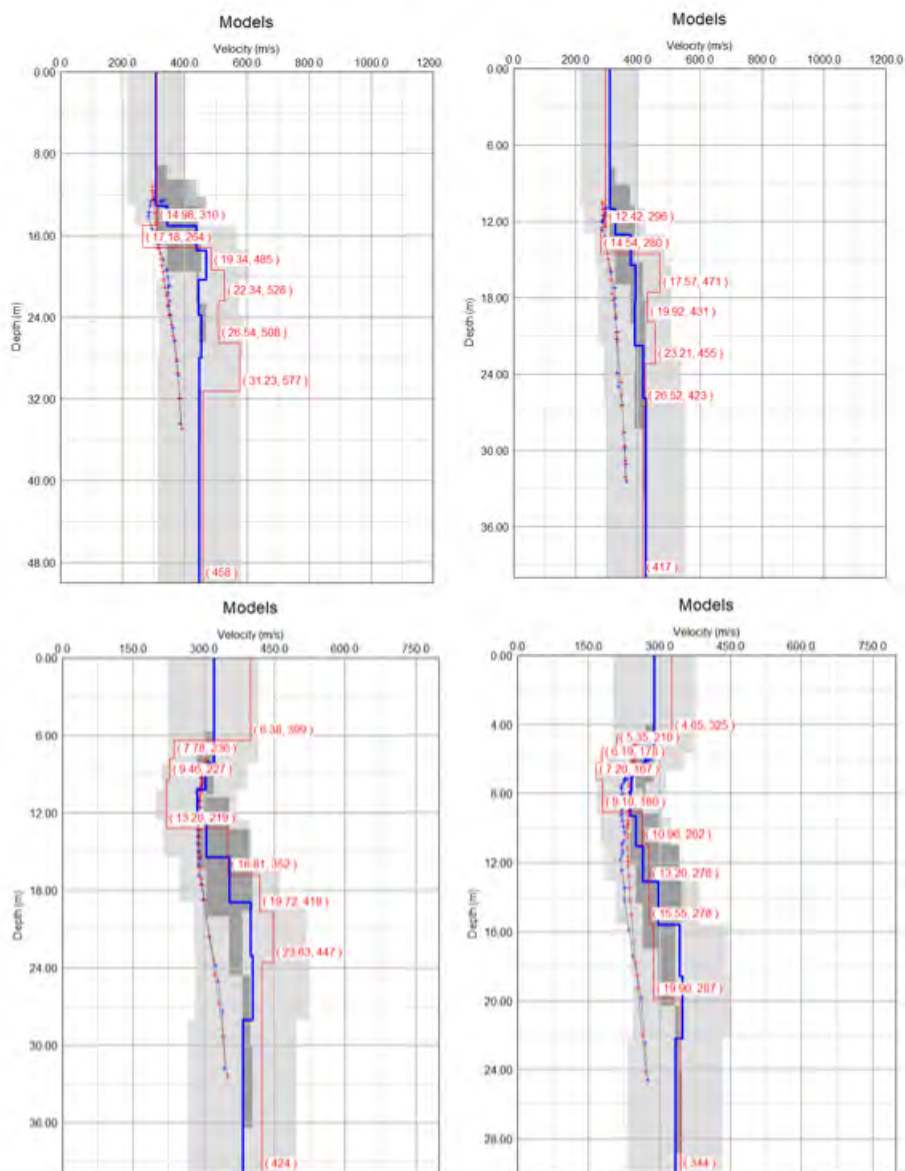 Models
Velocity (m/s)
0.0 200.0 400.0 600.0 800.0 1000.0 1200.0
0.00
8.00
16.00
24.00
32.00
40.00
48.00
Depth (m)
( 14.98, 310 )
( 17.18, 264 )
( 19.34, 485 )
( 22.34, 528 )
( 26.54, 508 )
( 31.23, 577 )
( 458 )
Models
Velocity (m/s)
0.0 200.0 400.0 600.0 800.0 1000.0 1200.0
0.00
6.00
12.00
18.00
24.00
30.00
36.00
Depth (m)
( 12.42, 296 )
( 14.54, 280 )
( 17.57, 471 )
( 19.92, 431 )
( 23.21, 455 )
( 26.52, 423 )
( 417 )
Models
Velocity (m/s)
0.0 150.0 300.0 450.0 600.0 750.0
0.00
6.00
12.00
18.00
24.00
30.00
36.00
Depth (m)
( 6.38, 399 )
( 7.78, 236 )
( 9.46, 227 )
( 13.20, 219 )
( 16.81, 352 )
( 19.72, 418 )
( 23.63, 447 )
( 424 )
Models
Velocity (m/s)
0.0 150.0 300.0 450.0 600.0 750.0
0.00
4.00
8.00
12.00
16.00
20.00
24.00
28.00
Depth (m)
( 4.65, 325 )
( 5.35, 210 )
( 6.19, 178 )
( 7.20, 167 )
( 9.10, 180 )
( 10.96, 262 )
( 13.20, 278 )
( 15.55, 278 )
( 19.90, 287 )
( 344 )